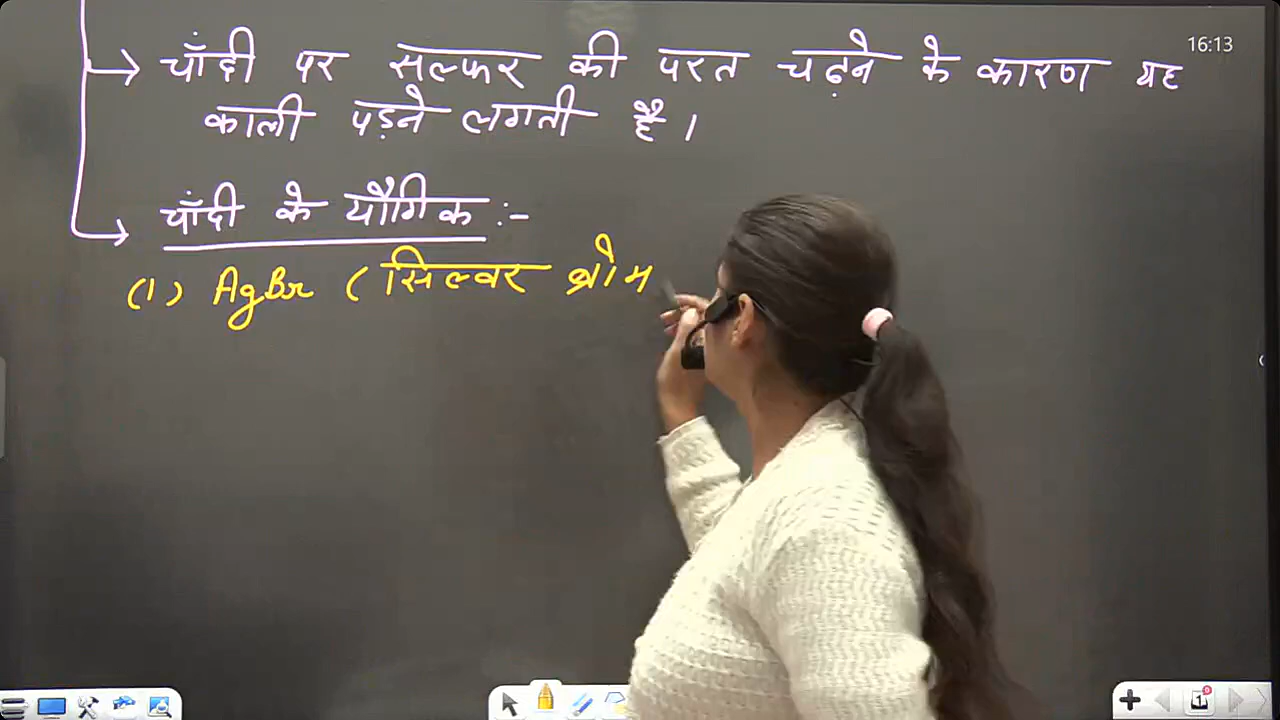 16:13
→ चाँदी पर सल्फर की परत चढ़ने के कारण यह
काली पड़ने लगती है।
→ चाँदी के यौगिक :-
(1) AgBr (सिल्वर ब्रोम